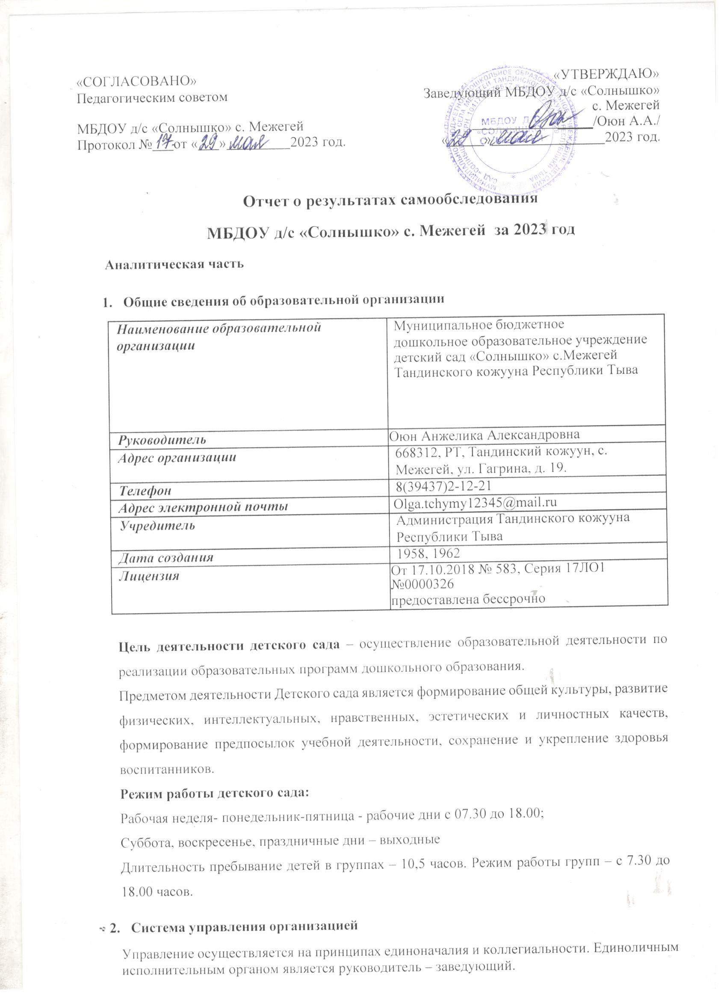 «СОГЛАСОВАНО»
Педагогическим советом
МБДОУ д/с «Солнышко» с. Межегей
Протокол № 17 от «29» мая 2023 год.
«УТВЕРЖДАЮ»
Заведующий МБДОУ д/с «Солнышко»
с. Межегей
/Оюн А.А./
«29» мая 2023 год.
Отчет о результатах самообследования
МБДОУ д/с «Солнышко» с. Межегей за 2023 год
Аналитическая часть
1. Общие сведения об образовательной организации
Наименование образовательной
организации
Муниципальное бюджетное
дошкольное образовательное учреждение
детский сад «Солнышко» с.Межегей
Тандинского кожууна Республики Тыва
Руководитель
Оюн Анжелика Александровна
Адрес организации
668312, РТ, Тандинский кожуун, с.
Межегей, ул. Гагрина, д. 19.
Телефон
8(39437)2-12-21
Адрес электронной почты
Olga.tchymy12345@mail.ru
Учредитель
Администрация Тандинского кожууна
Республики Тыва
Дата создания
1958, 1962
Лицензия
От 17.10.2018 № 583, Серия 17ЛО1
№0000326
предоставлена бессрочно
Цель деятельности детского сада – осуществление образовательной деятельности по
реализации образовательных программ дошкольного образования.
Предметом деятельности Детского сада является формирование общей культуры, развитие
физических, интеллектуальных, нравственных, эстетических и личностных качеств,
формирование предпосылок учебной деятельности, сохранение и укрепление здоровья
воспитанников.
Режим работы детского сада:
Рабочая неделя- понедельник-пятница - рабочие дни с 07.30 до 18.00;
Суббота, воскресенье, праздничные дни – выходные
Длительность пребывание детей в группах – 10,5 часов. Режим работы групп – с 7.30 до
18.00 часов.
2. Система управления организацией
Управление осуществляется на принципах единоначалия и коллегиальности. Единоличным
исполнительным органом является руководитель – заведующий.